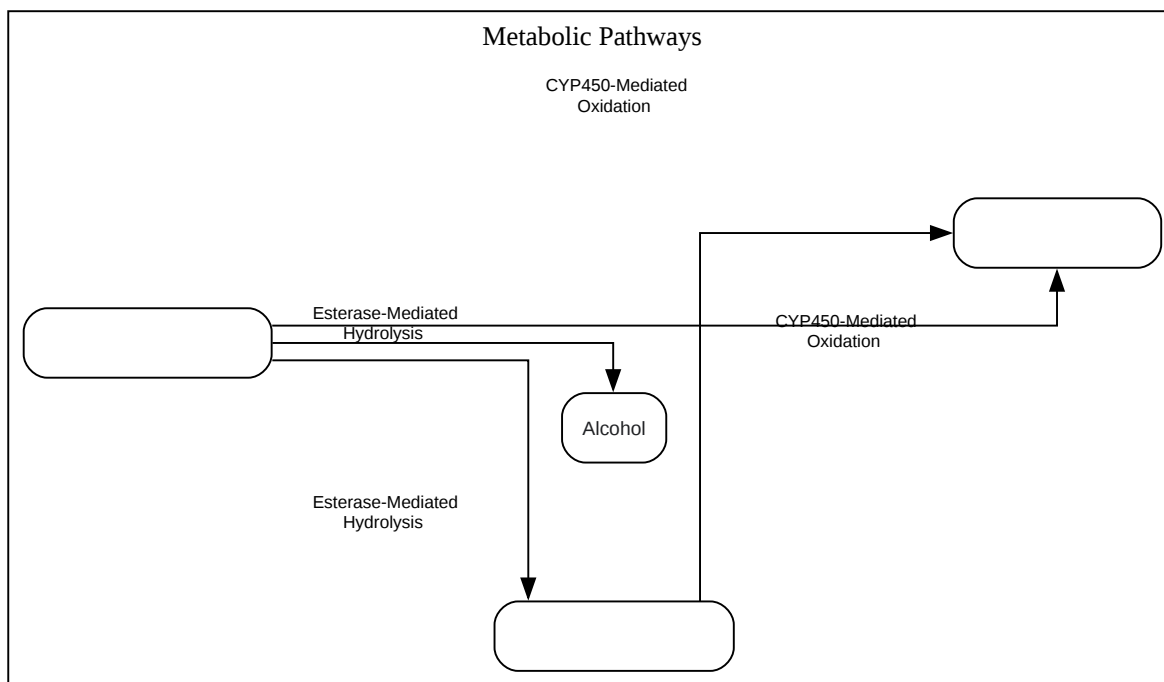 Metabolic Pathways
CYP450-Mediated
Oxidation
Esterase-Mediated
Hydrolysis
CYP450-Mediated
Oxidation
Alcohol
Esterase-Mediated
Hydrolysis